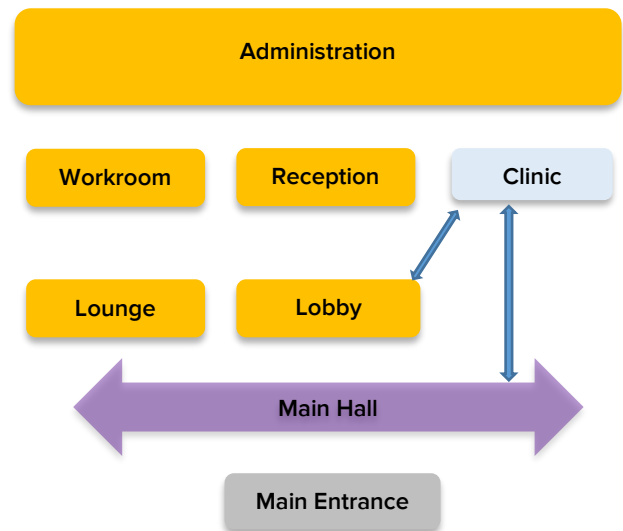 Administration
Workroom
Reception
Clinic
Lounge
Lobby
Main Hall
Main Entrance